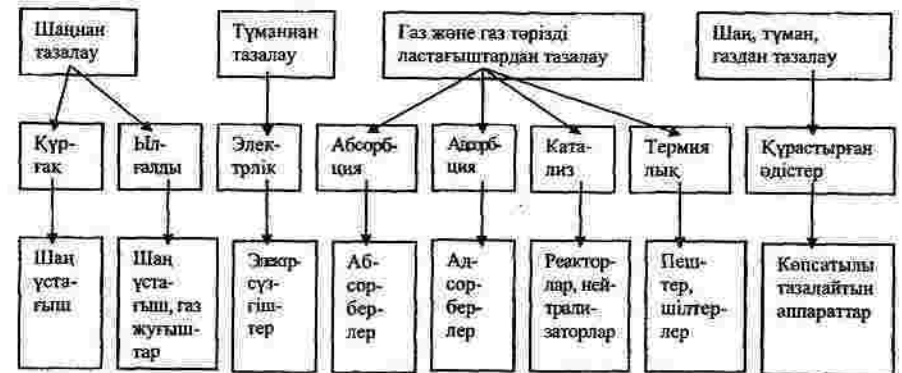 Шаңнан
тазалау
Тұманнан
тазалау
Газ және газ тәрізді
ластағыштардан тазалау
Шаң, тұман,
газдан тазалау
Құр-
ғақ
Ыл-
ғалды
Элек-
трлік
Абсорб-
ция
Адсорб-
ция
Ката-
лиз
Термия
лық
Құрастырған
әдістер
Шаң
ұста-
ғыш
Шаң
ұста-
ғыш, газ
жуғыш-
тар
Электр-
сүз-
гіш-
тер
Аб-
сор-
бер-
лер
Ад-
сор-
бер-
лер
Реактор-
лар, ней-
трали-
заторлар
Пеш-
тер,
шілтер-
лер
Көпсатылы
тазалайтын
аппараттар